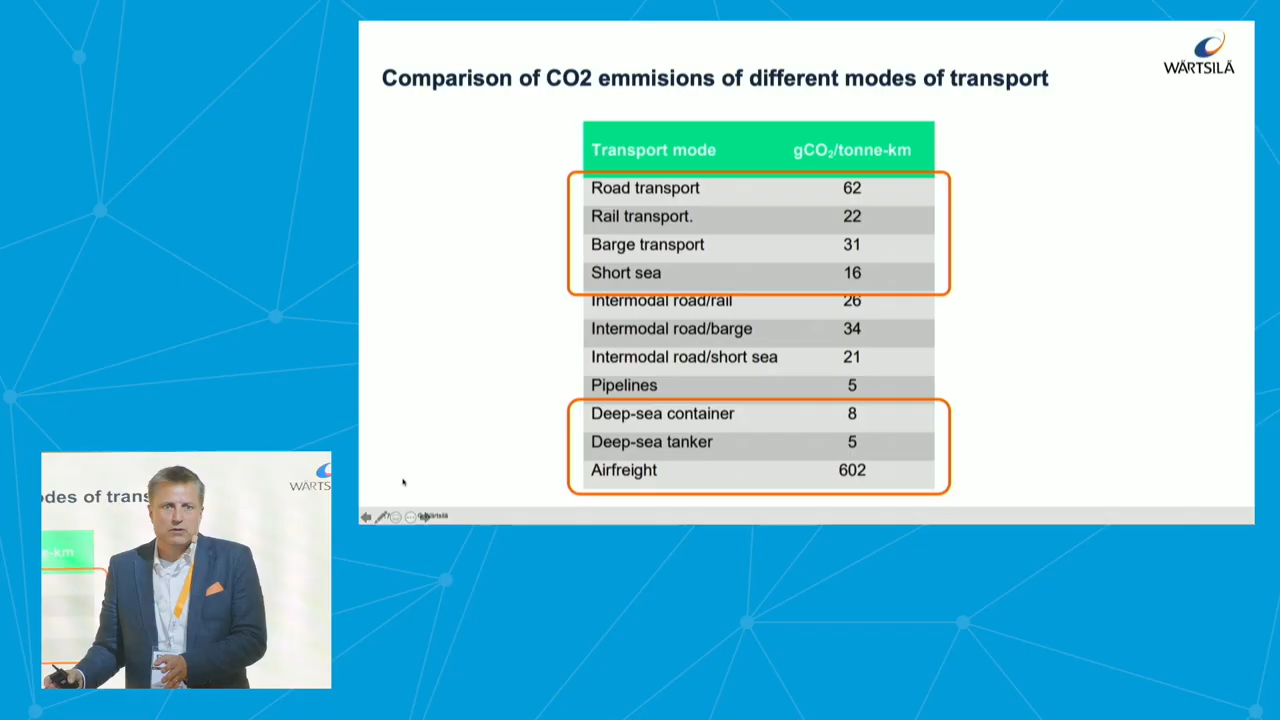 WÄRTSILÄ
Comparison of CO2 emmisions of different modes of transport
Transport mode gCO₂/tonne-km
Road transport 62
Rail transport. 22
Barge transport 31
Short sea 16
Intermodal road/rail 26
Intermodal road/barge 34
Intermodal road/short sea 21
Pipelines 5
Deep-sea container 8
Deep-sea tanker 5
Airfreight 602
© Wärtsilä
WÄRTS
odes of trans
e-km